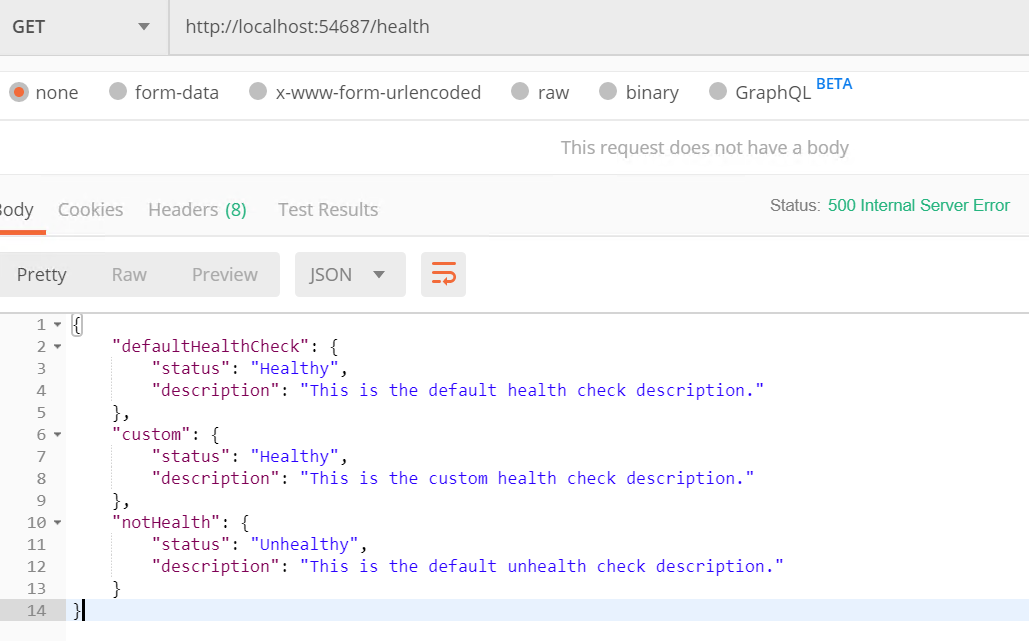 GET http://localhost:54687/health
none form-data x-www-form-urlencoded raw binary GraphQL BETA
This request does not have a body
Body Cookies Headers (8) Test Results Status: 500 Internal Server Error
Pretty Raw Preview JSON
1 {
2 "defaultHealthCheck": {
3 "status": "Healthy",
4 "description": "This is the default health check description."
5 },
6 "custom": {
7 "status": "Healthy",
8 "description": "This is the custom health check description."
9 },
10 "notHealth": {
11 "status": "Unhealthy",
12 "description": "This is the default unhealth check description."
13 }
14 }